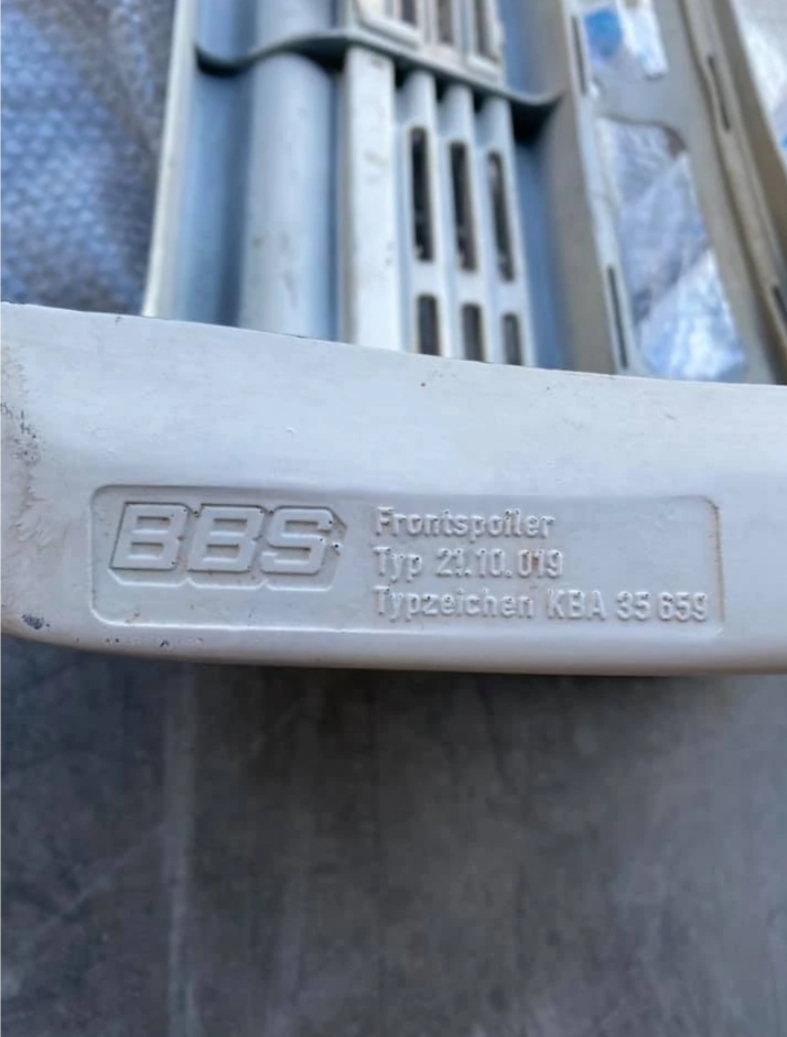 BBS
Frontspoiler
Typ 21.10.019
Typzeichen KBA 35 659